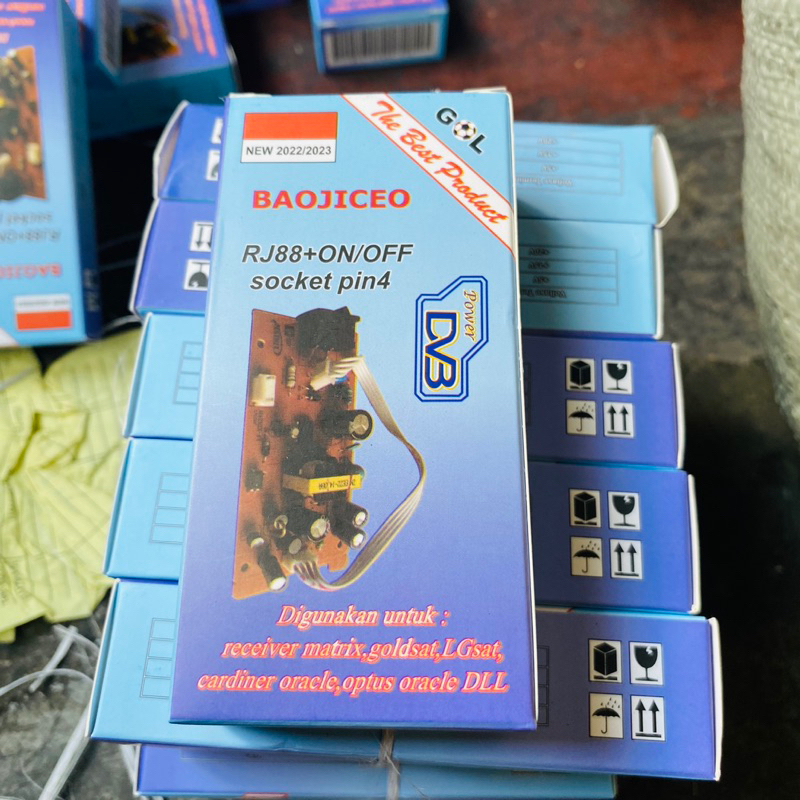 GOL
The Best Product
NEW 2022/2023
BAOJICEO
RJ88+ON/OFF
socket pin4
Power
DVB
Digunakan untuk :
receiver matrix,goldsat,LGsat,
cardiner oracle,optus oracle DLL